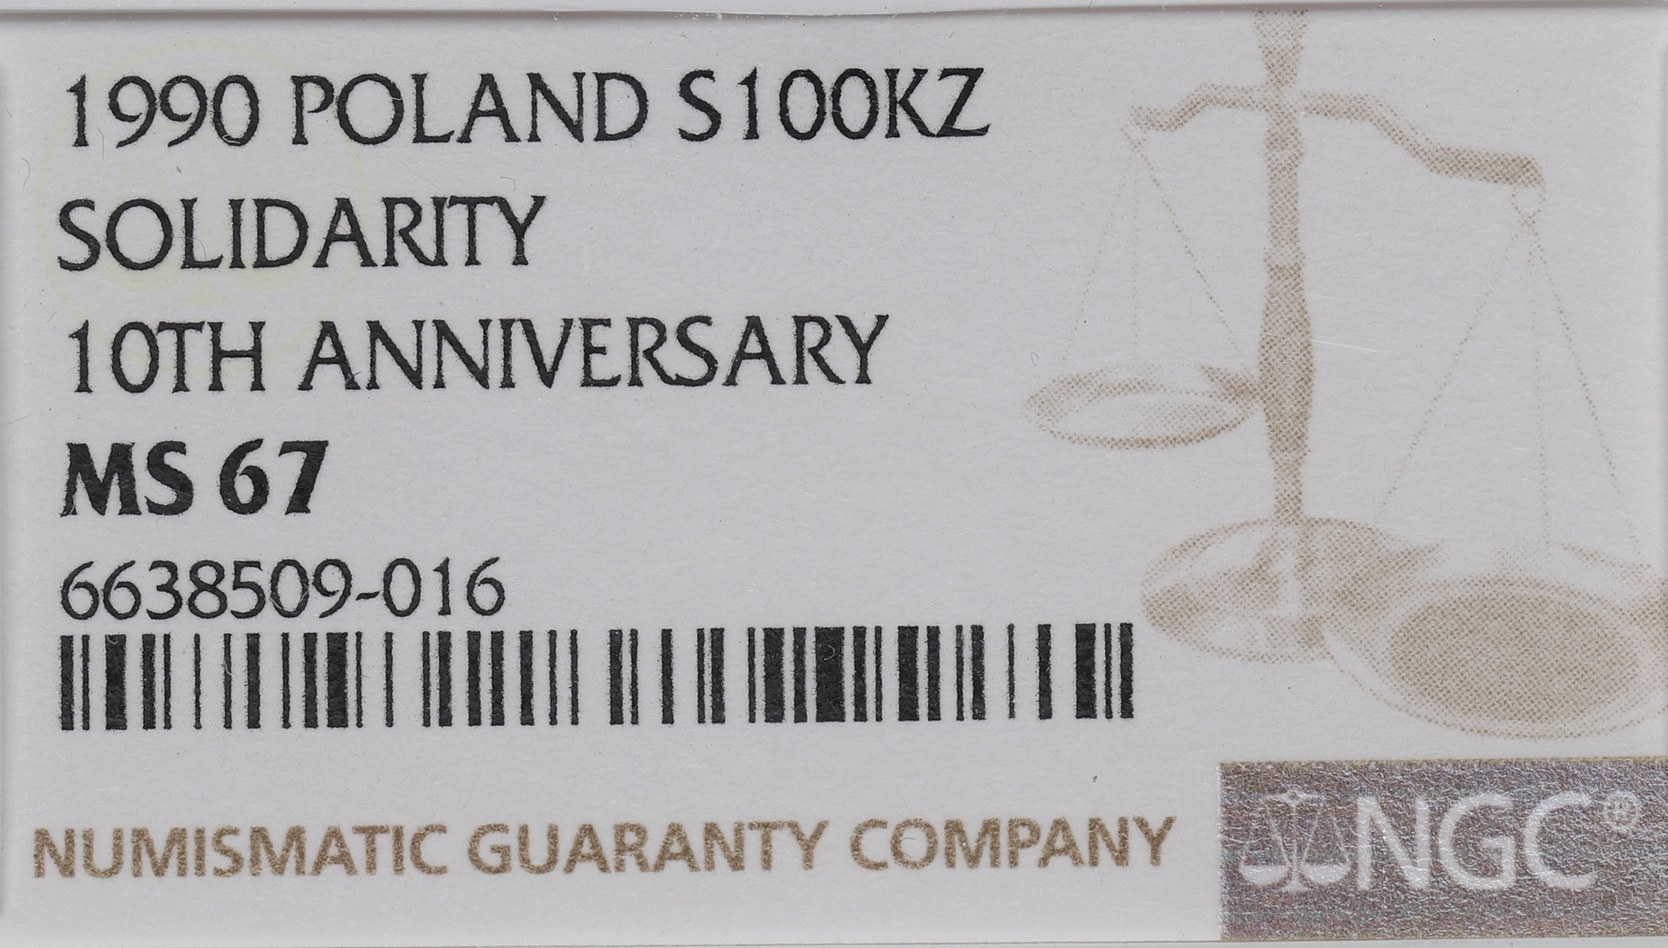 1990 POLAND S100KZ
SOLIDARITY
10TH ANNIVERSARY
MS 67
6638509-016
NUMISMATIC GUARANTY COMPANY
NGC®